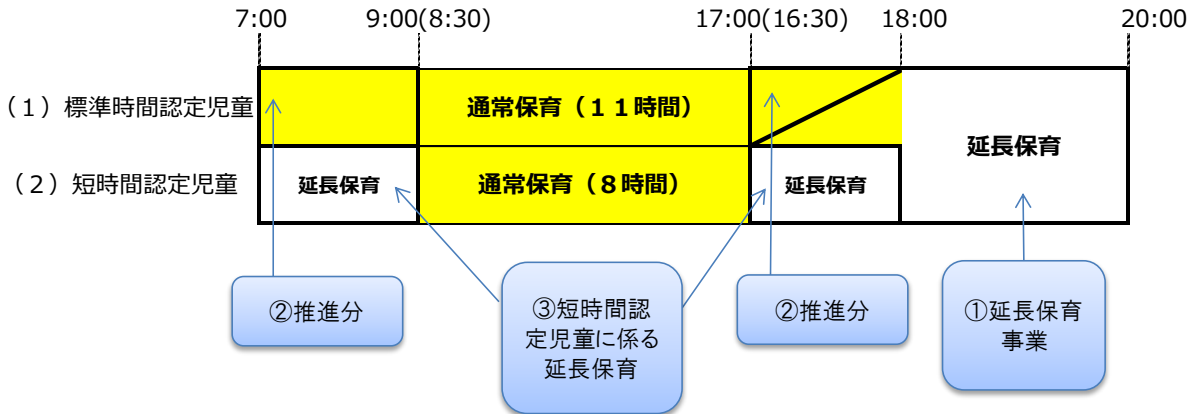 7:00 9:00(8:30) 17:00(16:30) 18:00 20:00
（１）標準時間認定児童 通常保育（１１時間）
延長保育
（２）短時間認定児童 延長保育 通常保育（８時間） 延長保育
②推進分
③短時間認
定児童に係る
延長保育
②推進分
①延長保育
事業